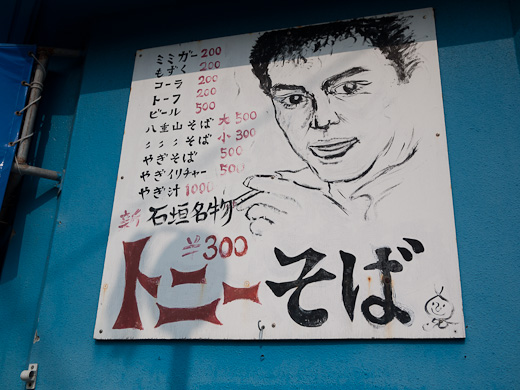 ミミガー 200
もずく 200
コーラ 200
トーフ 200
ビール 500
八重山そば 大 500
〃〃〃そば 小 300
やぎそば 500
やぎイリチャー 500
やぎ汁 1000
新 石垣名物
¥300
トニーそば